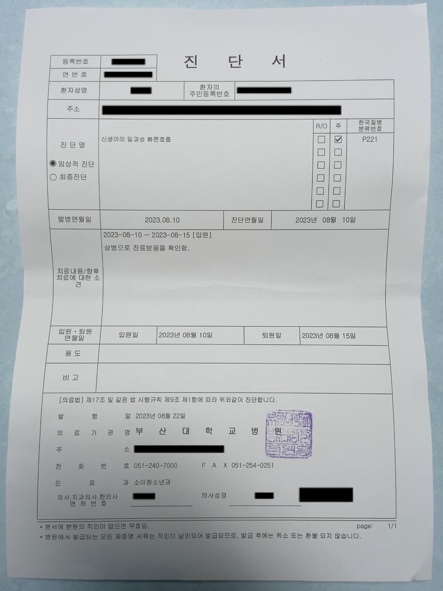 진 단 서
등록번호
연 번 호
환자성명
환자의
주민등록번호
주소
진 단 명
임상적 진단
최종진단
신생아의 일과성 빠른호흡
R/O
주
한국질병
분류번호
P221
발병연월일
2023.08.10
진단연월일
2023년 08월 10일
치료내용/향후
치료에 대한 소
견
2023-08-10 ~ 2023-08-15 [입원]
상병으로 진료받음을 확인함.
입원·퇴원
연월일
입원일
2023년 08월 10일
퇴원일
2023년 08월 15일
용 도
비 고
[의료법] 제17조 및 같은 법 시행규칙 제9조 제1항에 따라 위와같이 진단합니다.
발 행 일 2023년 08월 22일
의 료 기 관 명 부 산 대 학 교 병 원
주 소
전 화 번 호 051-240-7000 F A X 051-254-0251
진 료 과 소아청소년과
의사,치과의사,한의사
면 허 번 호
의사성명
* 본서에 본원의 직인이 없으면 무효임.
page: 1/1
* 병원에서 발급되는 모든 제증명 서류는 직인이 날인되어 발급되므로, 발급 후에는 취소 또는 환불 되지 않습니다.